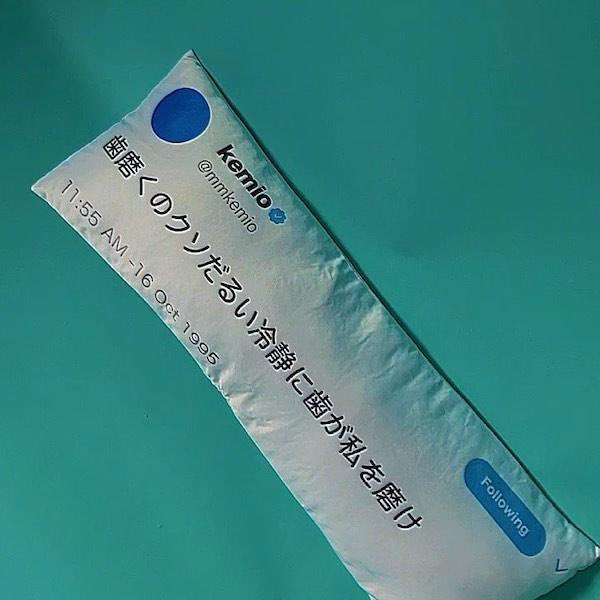 kemio
@mmkemio
Following
歯磨くのクソだるい冷静に歯が私を磨け
11:55 AM - 16 Oct 1995